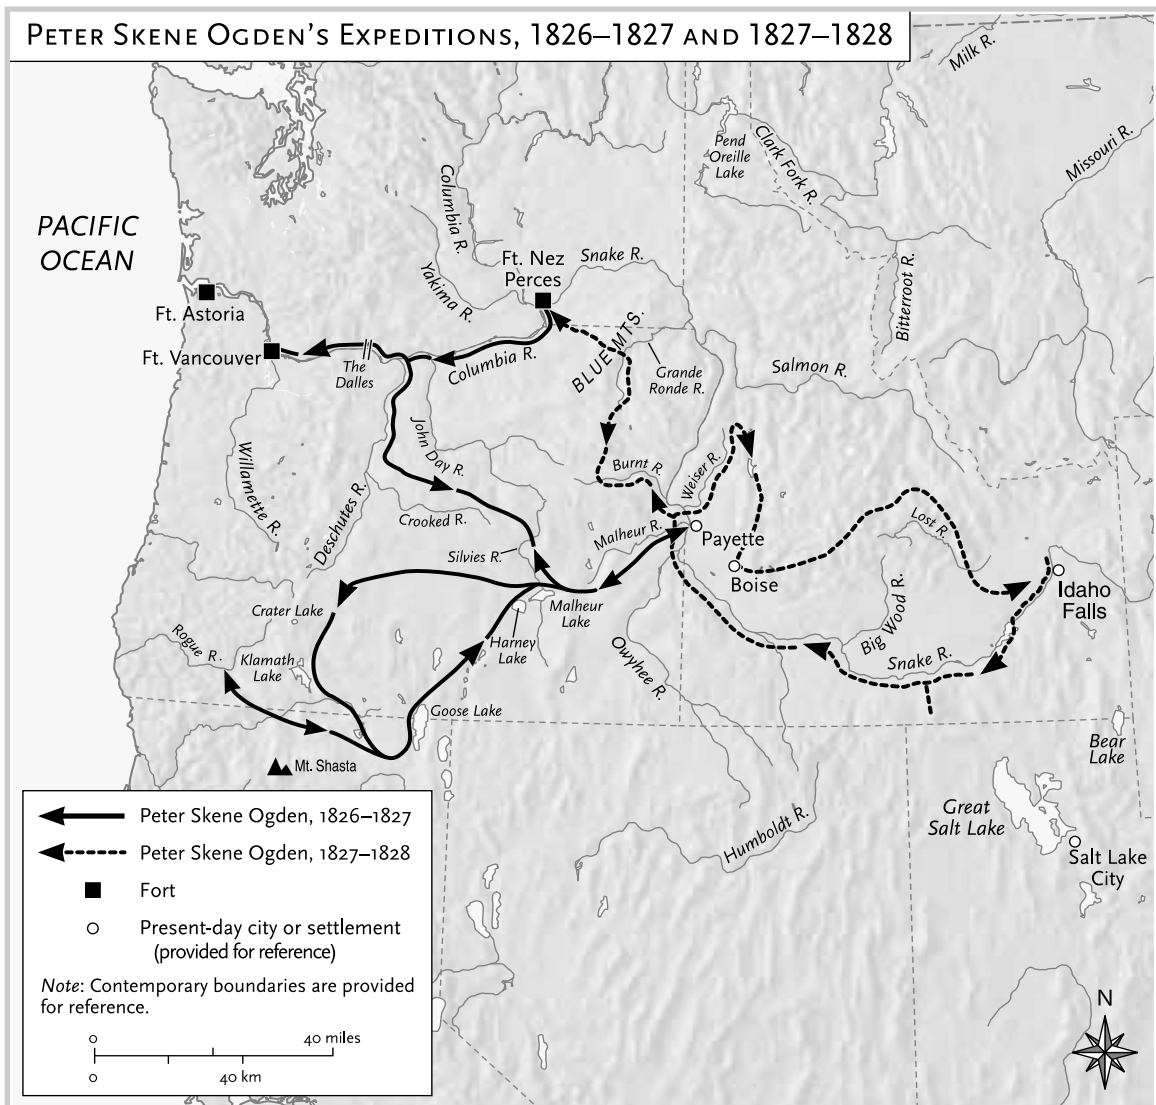 PETER SKENE OGDEN'S EXPEDITIONS, 1826–1827 AND 1827–1828
Milk R.
Missouri R.
Pend
Oreille
Lake
Clark Fork R.
Bitterroot R.
PACIFIC
OCEAN
Columbia R.
Yakima R.
Ft. Nez
Perces
Snake R.
Ft. Astoria
Ft. Vancouver
The
Dalles
Columbia R.
BLUE MTS.
Grande
Ronde R.
Salmon R.
Willamette R.
Deschutes R.
John Day R.
Crooked R.
Silvies R.
Burnt R.
Weiser R.
Malheur R.
Payette
Boise
Lost R.
Big Wood R.
Idaho
Falls
Snake R.
Crater Lake
Rogue R.
Klamath
Lake
Harney
Lake
Malheur
Lake
Owyhee R.
Goose Lake
Mt. Shasta
Humboldt R.
Bear
Lake
Great
Salt Lake
Salt Lake
City
Peter Skene Ogden, 1826–1827
Peter Skene Ogden, 1827–1828
Fort
Present-day city or settlement
(provided for reference)
Note: Contemporary boundaries are provided
for reference.
0 40 miles
0 40 km
N